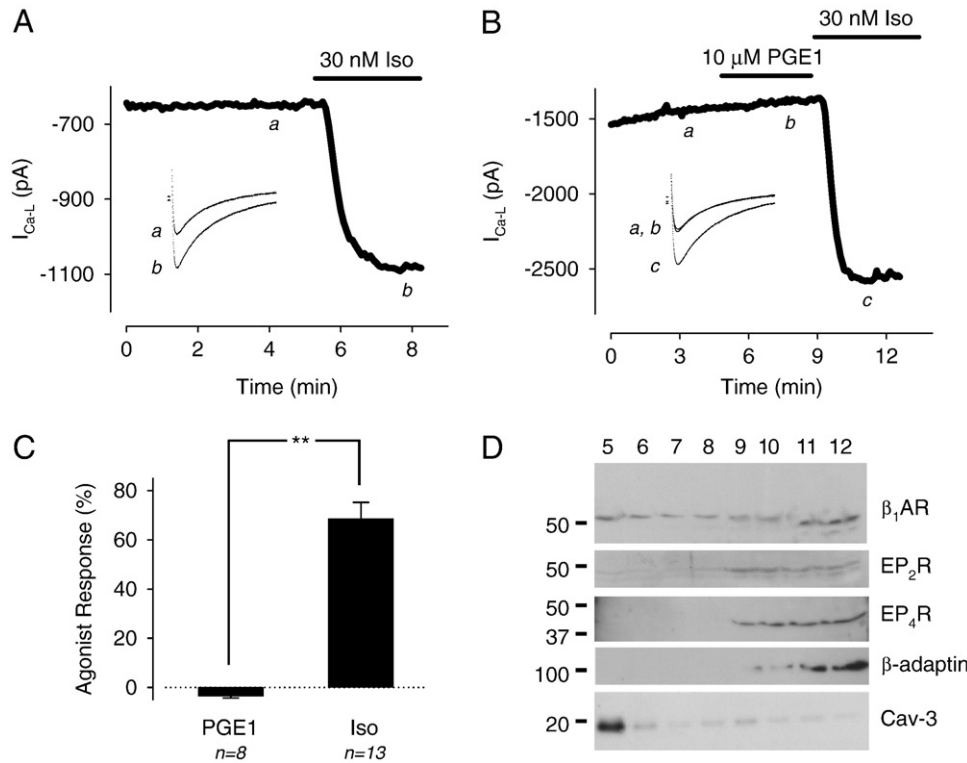 A
30 nM Iso
-700
-900
-1100
I_Ca-L (pA)
a
b
a
b
0 2 4 6 8
Time (min)
B
30 nM Iso
10 μM PGE1
-1500
-2000
-2500
I_Ca-L (pA)
a
b
a, b
c
c
0 3 6 9 12
Time (min)
C
**
80
60
40
20
0
Agonist Response (%)
PGE1 Iso
n=8 n=13
D
5 6 7 8 9 10 11 12
50 β₁AR
50 EP₂R
50 EP₄R
37
100 β-adaptin
20 Cav-3